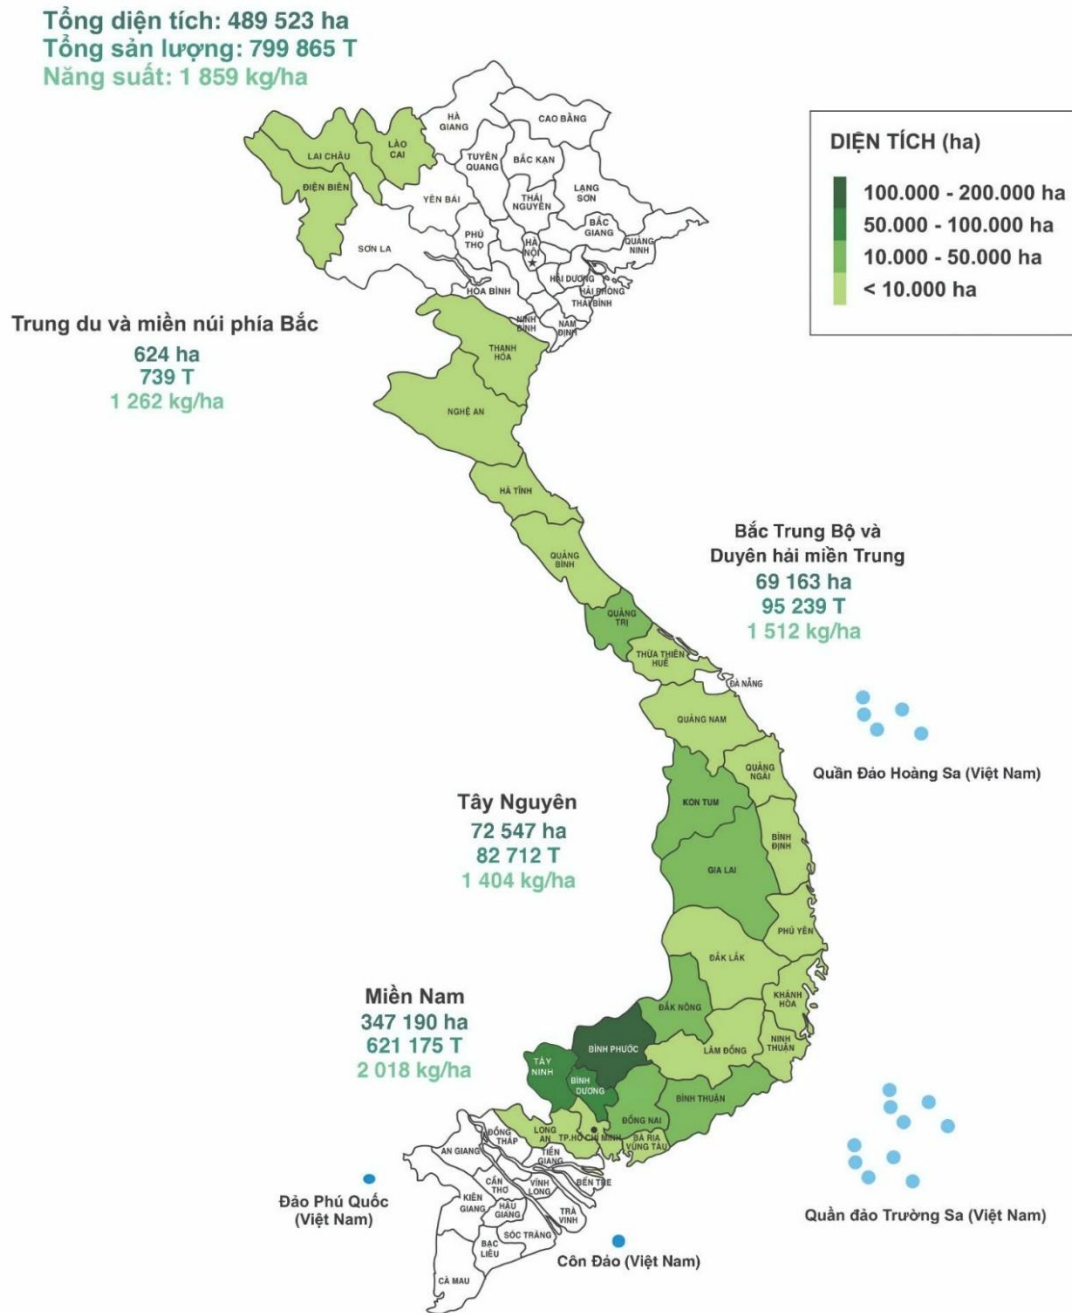 Tổng diện tích: 489 523 ha
Tổng sản lượng: 799 865 T
Năng suất: 1 859 kg/ha
DIỆN TÍCH (ha)
100.000 - 200.000 ha
50.000 - 100.000 ha
10.000 - 50.000 ha
< 10.000 ha
HÀ
GIANG
CAO BẰNG
LÀO
CAI
LAI CHÂU
TUYÊN
QUANG
BẮC KẠN
ĐIỆN BIÊN
YÊN BÁI
THÁI
NGUYÊN
LẠNG
SƠN
BẮC
GIANG
PHÚ
THỌ
HÀ
NỘI
QUẢNG
NINH
SƠN LA
HẢI DƯƠNG
HÒA BÌNH
HẢI PHÒNG
THÁI BÌNH
NINH
BÌNH
NAM
ĐỊNH
Trung du và miền núi phía Bắc
624 ha
739 T
1 262 kg/ha
THANH
HÓA
NGHỆ AN
HÀ TĨNH
QUẢNG
BÌNH
Bắc Trung Bộ và
Duyên hải miền Trung
69 163 ha
95 239 T
1 512 kg/ha
QUẢNG
TRỊ
THỪA THIÊN
HUẾ
ĐÀ NẴNG
QUẢNG NAM
QUẢNG
NGÃI
Quần Đảo Hoàng Sa (Việt Nam)
Tây Nguyên
72 547 ha
82 712 T
1 404 kg/ha
KON TUM
BÌNH
ĐỊNH
GIA LAI
PHÚ YÊN
ĐẮK LẮK
KHÁNH
HÒA
ĐẮK NÔNG
NINH
THUẬN
LÂM ĐỒNG
Miền Nam
347 190 ha
621 175 T
2 018 kg/ha
BÌNH PHƯỚC
TÂY
NINH
BÌNH
DƯƠNG
BÌNH THUẬN
ĐỒNG NAI
LONG
AN
TP.HỒ CHÍ MINH
BÀ RỊA
VŨNG TÀU
ĐỒNG
THÁP
AN GIANG
TIỀN
GIANG
CẦN
THƠ
VĨNH
LONG
BẾN TRE
KIÊN
GIANG
HẬU
GIANG
TRÀ
VINH
SÓC TRĂNG
BẠC
LIÊU
CÀ MAU
Đảo Phú Quốc
(Việt Nam)
Côn Đảo (Việt Nam)
Quần đảo Trường Sa (Việt Nam)